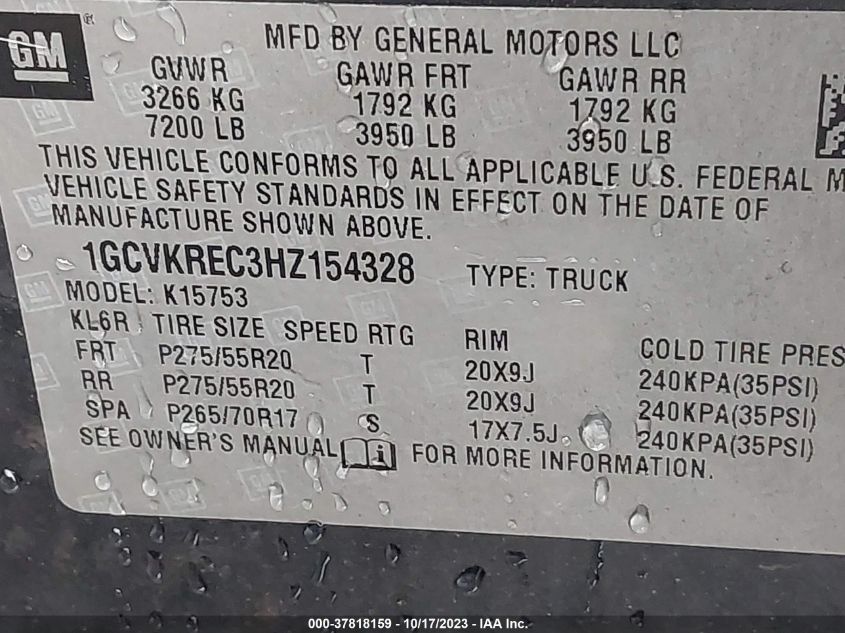 GM
MFD BY GENERAL MOTORS LLC
GVWR GAWR FRT GAWR RR
3266 KG 1792 KG 1792 KG
7200 LB 3950 LB 3950 LB
THIS VEHICLE CONFORMS TO ALL APPLICABLE U.S. FEDERAL M
VEHICLE SAFETY STANDARDS IN EFFECT ON THE DATE OF
MANUFACTURE SHOWN ABOVE.
1GCVKREC3HZ154328 TYPE: TRUCK
MODEL: K15753
KL6R TIRE SIZE SPEED RTG RIM COLD TIRE PRES
FRT P275/55R20 T 20X9J 240KPA(35PSI)
RR P275/55R20 T 20X9J 240KPA(35PSI)
SPA P265/70R17 S 17X7.5J 240KPA(35PSI)
SEE OWNER'S MANUAL i FOR MORE INFORMATION.
000-37818159 - 10/17/2023 - IAA Inc.